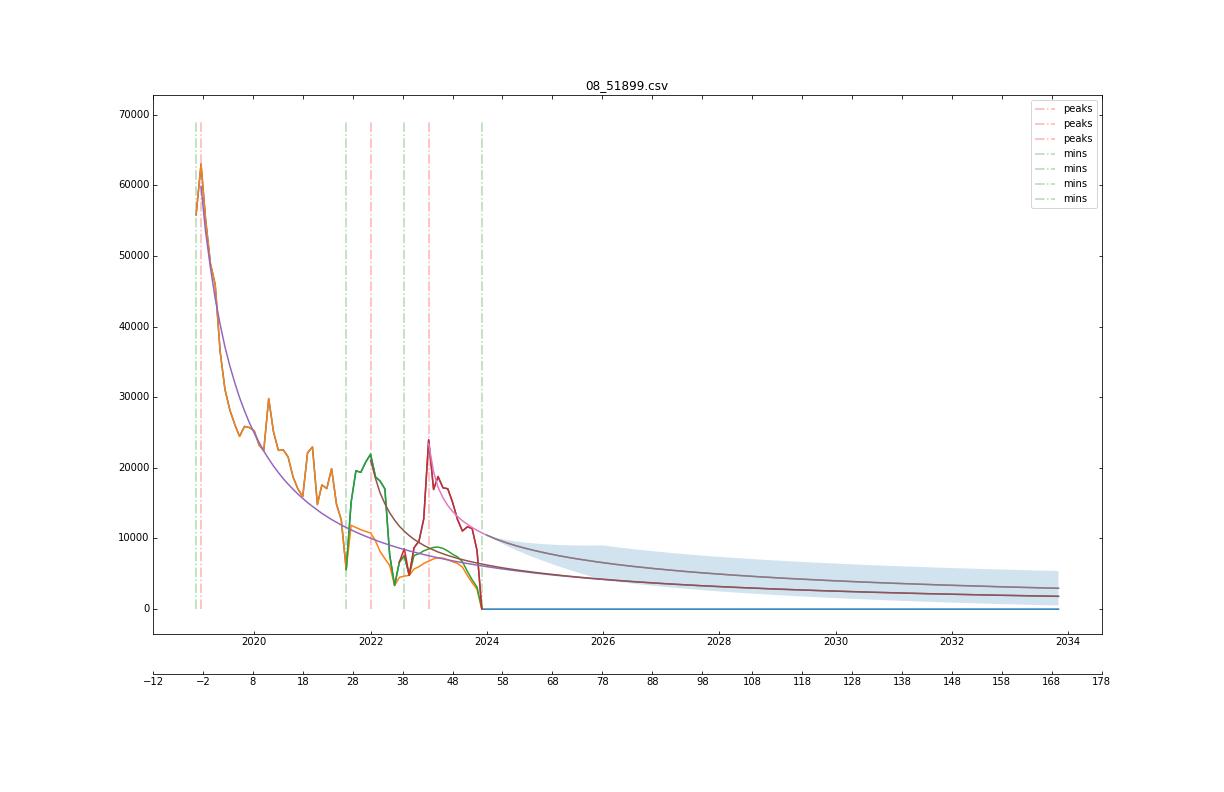 08_51899.csv
70000
60000
50000
40000
30000
20000
10000
0
peaks
peaks
peaks
mins
mins
mins
mins
2020 2022 2024 2026 2028 2030 2032 2034
−12 −2 8 18 28 38 48 58 68 78 88 98 108 118 128 138 148 158 168 178